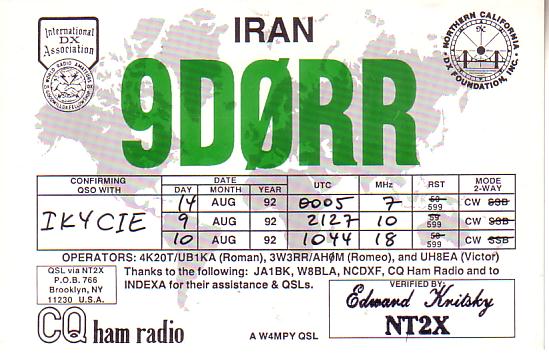 International
DX
Association
WORLD RADIO AMATEURS
IRAN
NORTHERN CALIFORNIA
DX FOUNDATION, INC.
9DØRR
CONFIRMING QSO WITH DATE UTC MHz RST MODE 2-WAY
DAY MONTH YEAR
IK4CIE
14 AUG 92 0005 7 59 599 CW SSB
9 AUG 92 2127 10 59 599 CW SSB
10 AUG 92 1044 18 59 599 CW SSB
OPERATORS: 4K20T/UB1KA (Roman), 3W3RR/AHØM (Romeo), and UH8EA (Victor)
Thanks to the following: JA1BK, W8BLA, NCDXF, CQ Ham Radio and to
INDEXA for their assistance & QSLs.
QSL via NT2X
P.O.B. 766
Brooklyn, NY
11230 U.S.A.
VERIFIED BY:
Edward Kritsky
NT2X
CQ ham radio
A W4MPY QSL